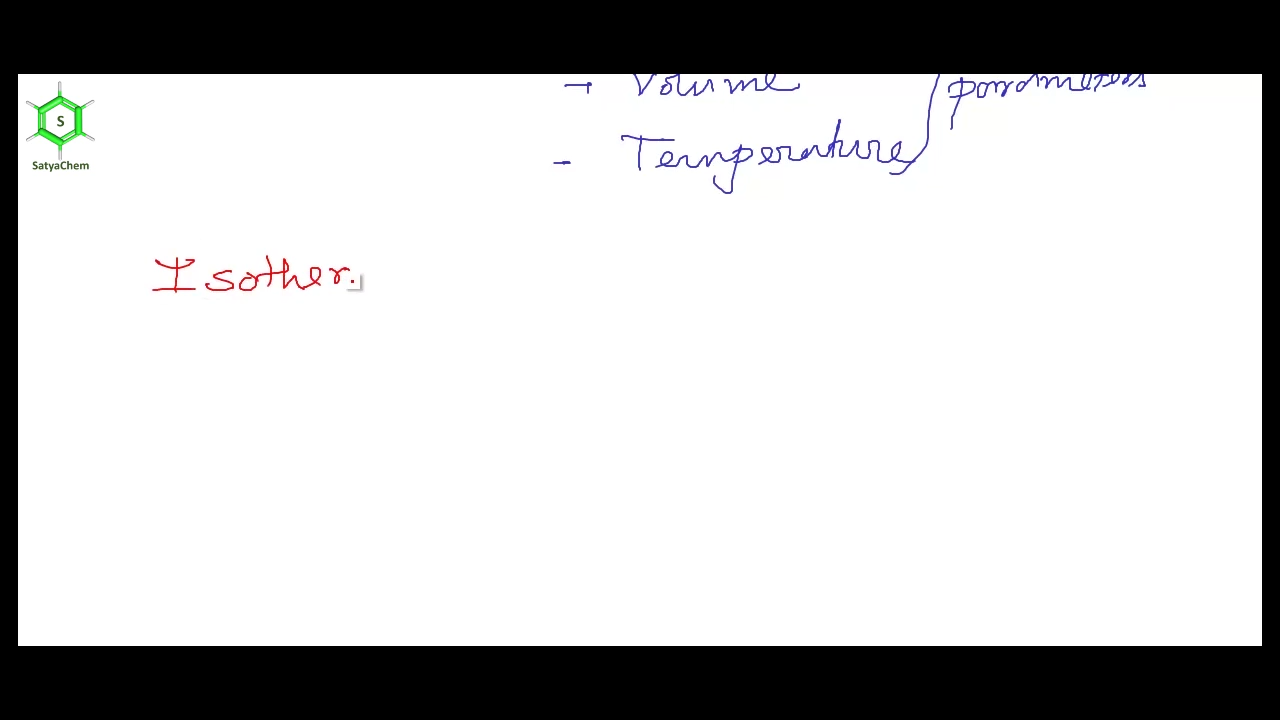 → Volume parameters
- Temperature
S
SatyaChem
Isother.